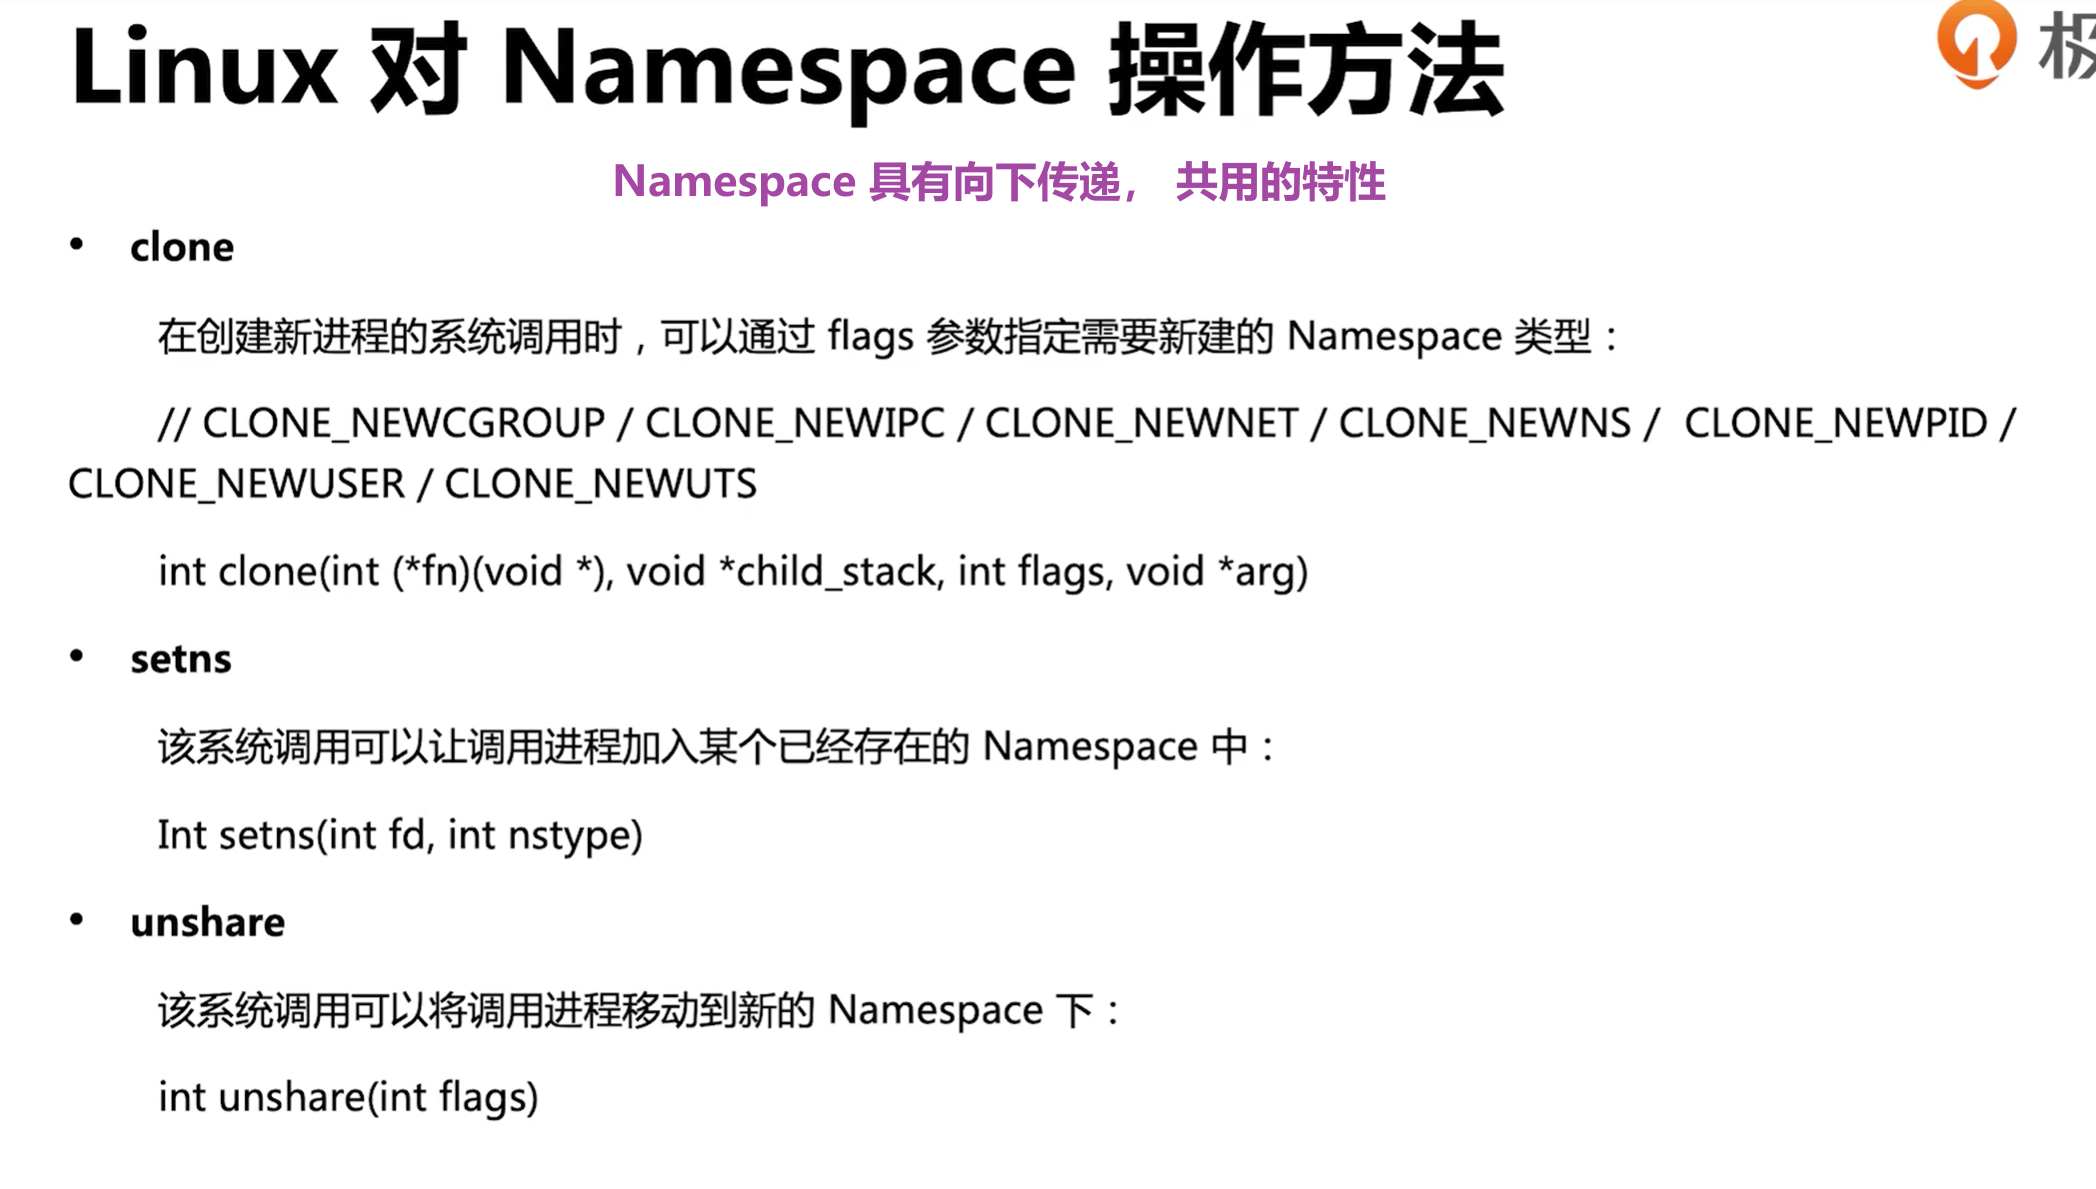 Linux 对 Namespace 操作方法
极
Namespace 具有向下传递， 共用的特性
• clone
在创建新进程的系统调用时，可以通过 flags 参数指定需要新建的 Namespace 类型：
// CLONE_NEWCGROUP / CLONE_NEWIPC / CLONE_NEWNET / CLONE_NEWNS / CLONE_NEWPID /
CLONE_NEWUSER / CLONE_NEWUTS
int clone(int (*fn)(void *), void *child_stack, int flags, void *arg)
• setns
该系统调用可以让调用进程加入某个已经存在的 Namespace 中：
Int setns(int fd, int nstype)
• unshare
该系统调用可以将调用进程移动到新的 Namespace 下：
int unshare(int flags)